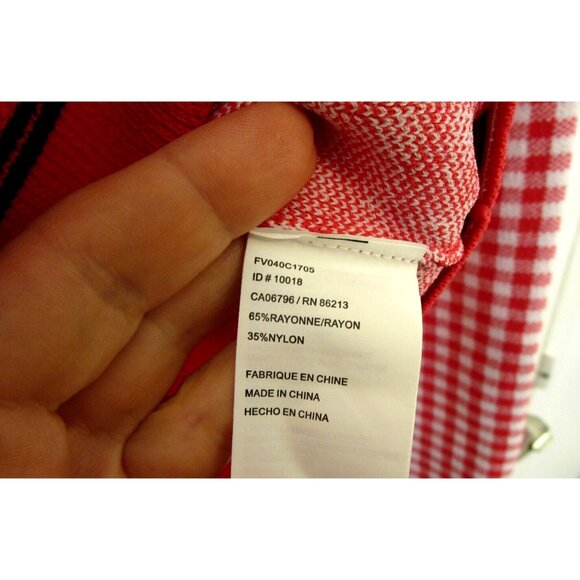 FV040C1705
ID # 10018
CA06796 / RN 86213
65%RAYONNE/RAYON
35%NYLON
FABRIQUE EN CHINE
MADE IN CHINA
HECHO EN CHINA